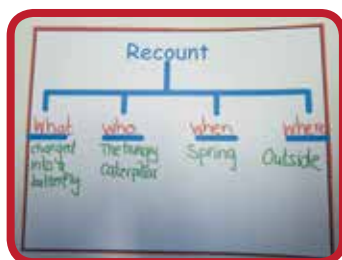 Recount
What
changed
into a
butterfly
who
The hungry
Caterpillar
when
Spring
Where
Outside